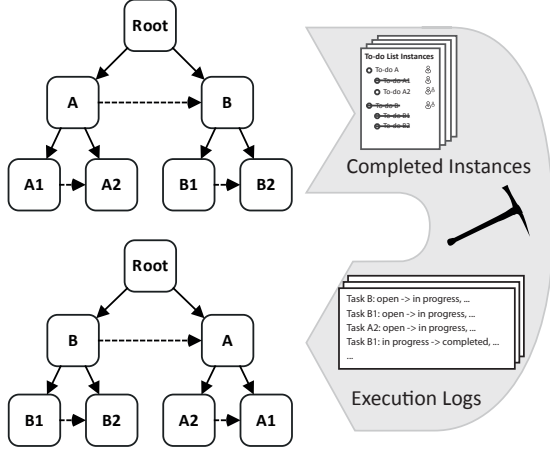 Root
A
B
A1
A2
B1
B2
To-do List Instances
To-do A
To-do A1
To-do A2
To-do B
To-do B1
To-do B2
Completed Instances
Root
B
A
B1
B2
A2
A1
Task B: open -> in progress, ...
Task B1: open -> in progress, ...
Task A2: open -> in progress, ...
Task B1: in progress -> completed, ...
...
Execution Logs